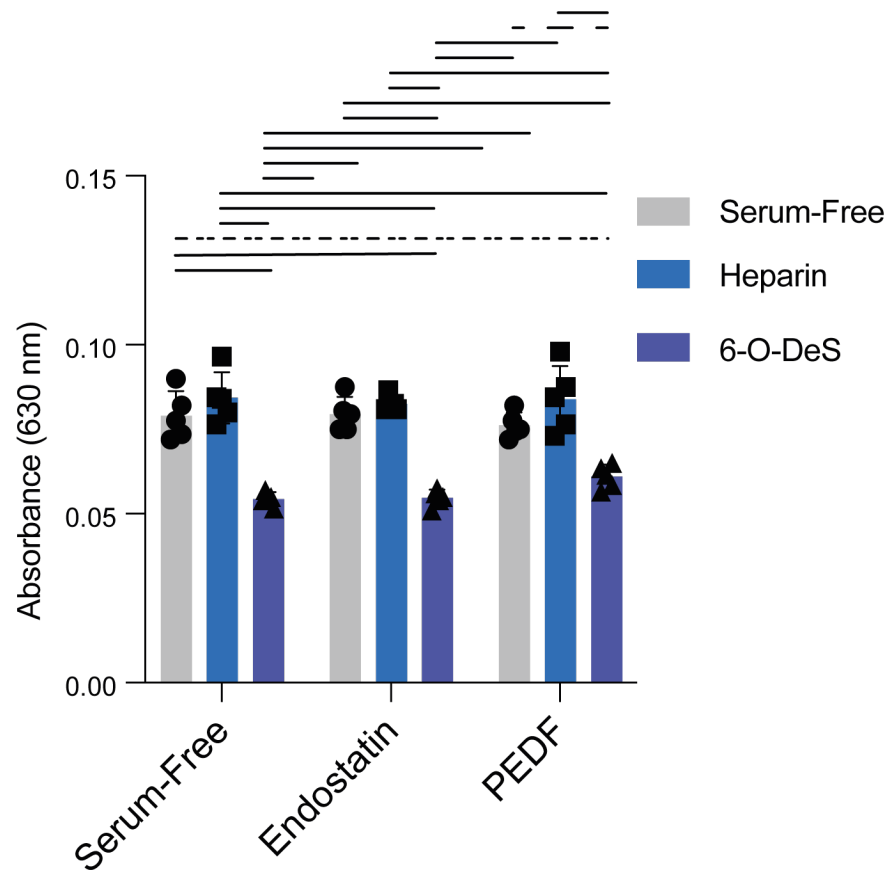 0.15
0.10
0.05
0.00
Absorbance (630 nm)
Serum-Free
Endostatin
PEDF
Serum-Free
Heparin
6-O-DeS